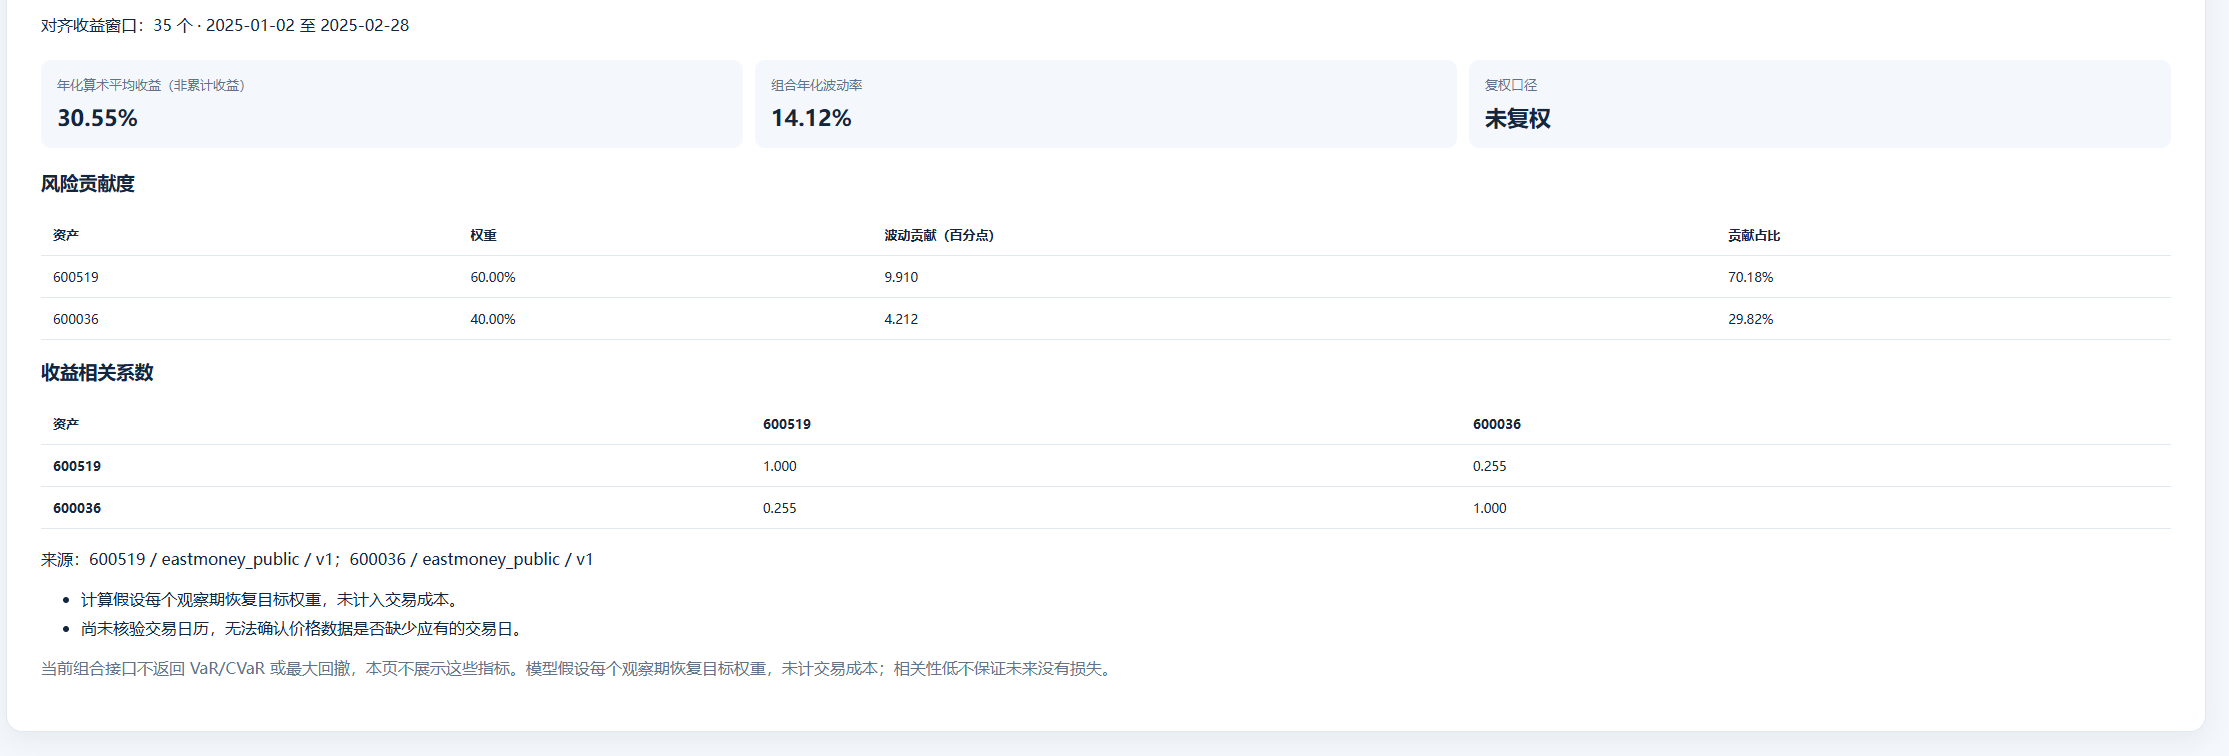 对齐收益窗口：35 个 · 2025-01-02 至 2025-02-28
年化算术平均收益（非累计收益）
30.55%
组合年化波动率
14.12%
复权口径
未复权
风险贡献度
资产 权重 波动贡献（百分点） 贡献占比
600519 60.00% 9.910 70.18%
600036 40.00% 4.212 29.82%
收益相关系数
资产 600519 600036
600519 1.000 0.255
600036 0.255 1.000
来源：600519 / eastmoney_public / v1；600036 / eastmoney_public / v1
• 计算假设每个观察期恢复目标权重，未计入交易成本。
• 尚未核验交易日历，无法确认价格数据是否缺少应有的交易日。
当前组合接口不返回 VaR/CVaR 或最大回撤，本页不展示这些指标。模型假设每个观察期恢复目标权重，未计交易成本；相关性低不保证未来没有损失。